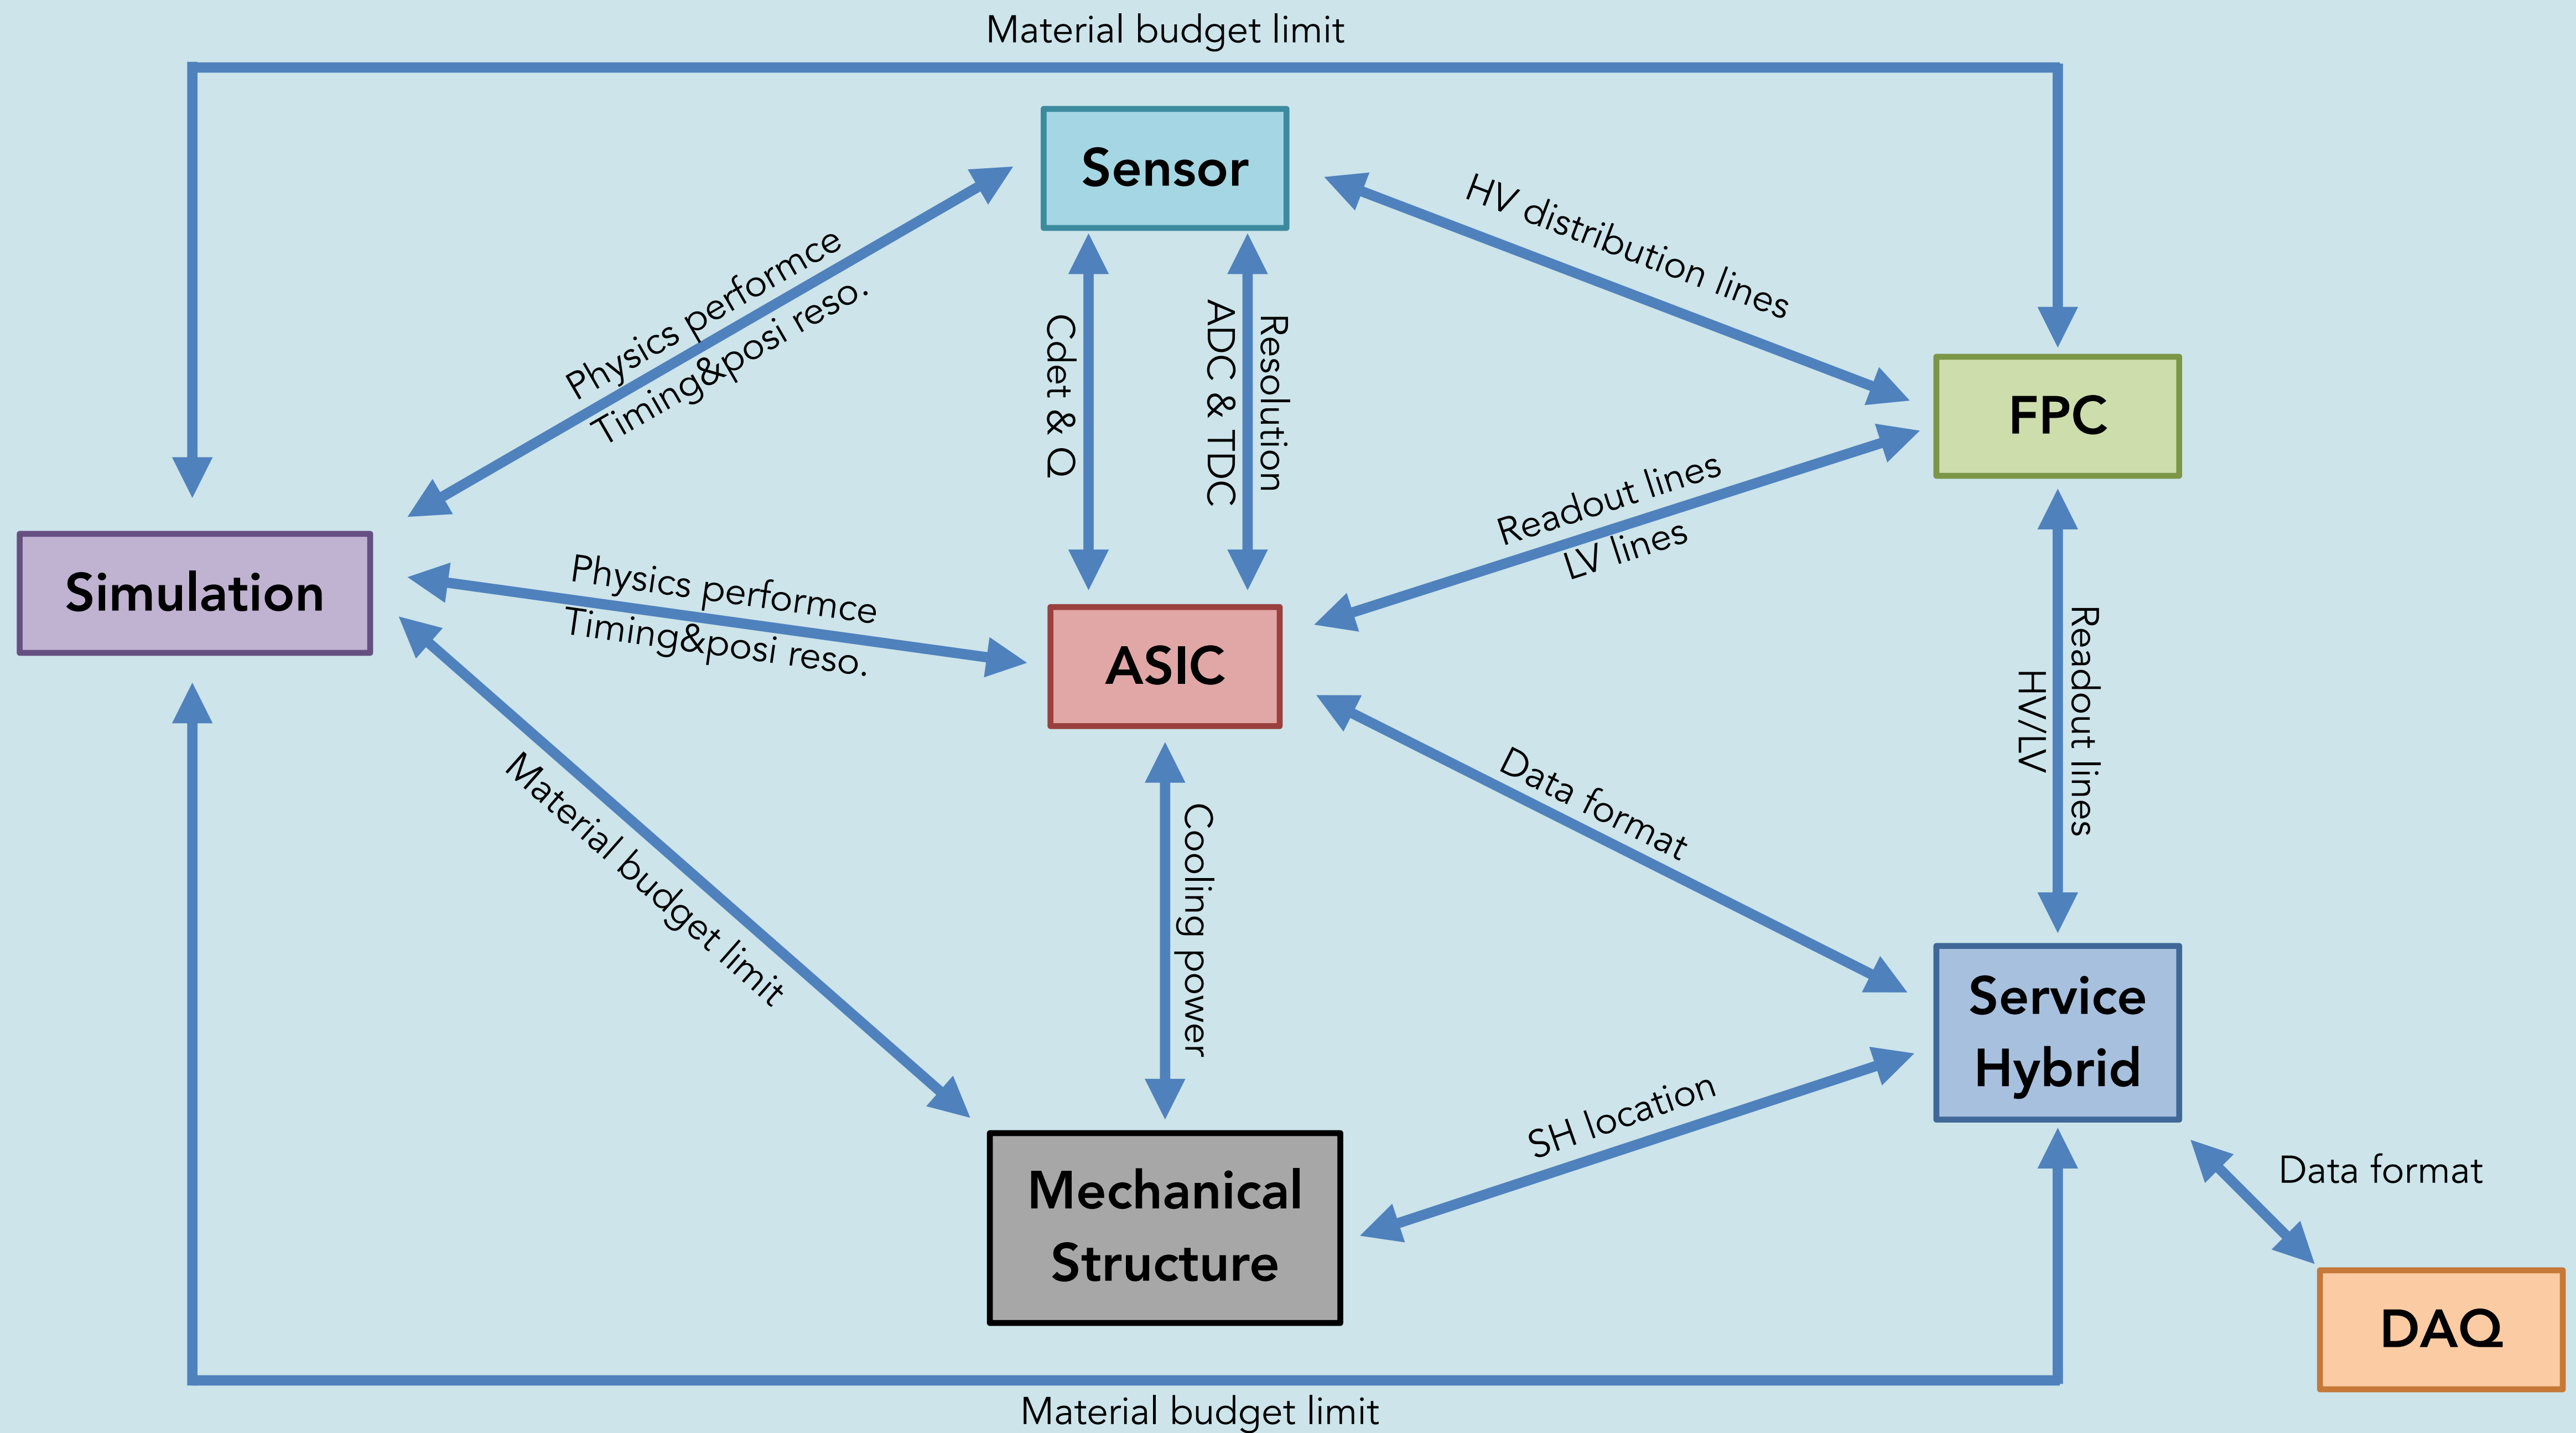 Material budget limit
Sensor
HV distribution lines
Physics performce
Timing&posi reso.
Cdet & Q
Resolution
ADC & TDC
FPC
Readout lines
LV lines
Simulation
Physics performce
Timing&posi reso.
ASIC
Readout lines
HV/LV
Data format
Material budget limit
Cooling power
Service
Hybrid
SH location
Mechanical
Structure
Data format
DAQ
Material budget limit